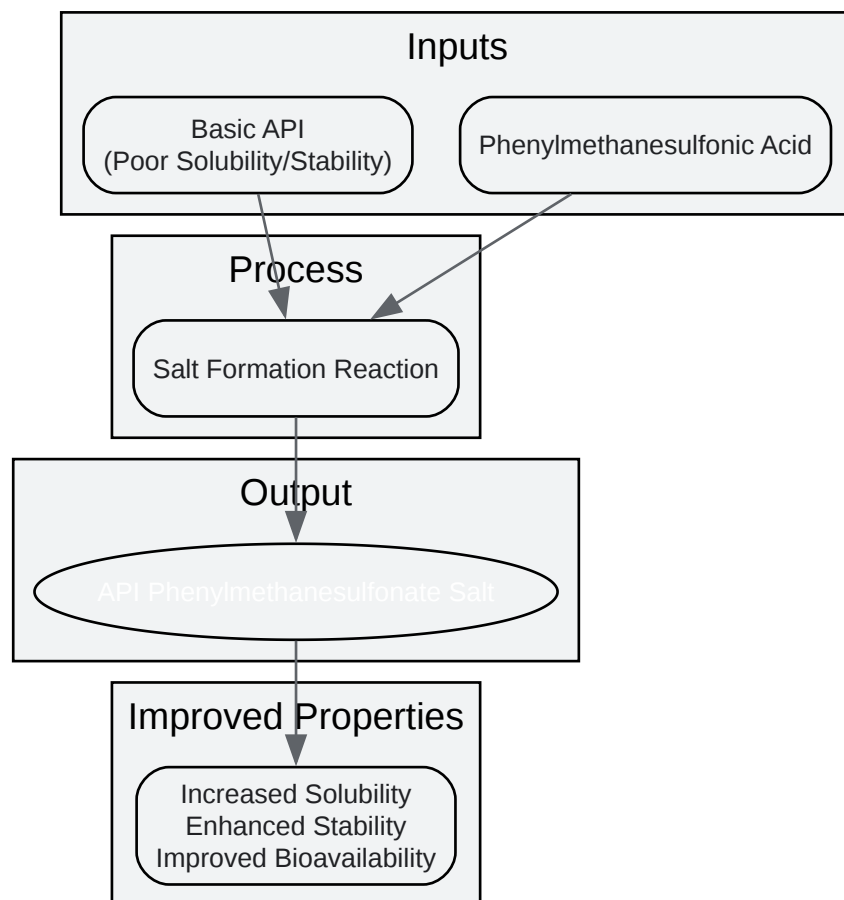 Inputs
Basic API
(Poor Solubility/Stability)
Phenylmethanesulfonic Acid
Process
Salt Formation Reaction
Output
API Phenylmethanesulfonate Salt
Improved Properties
Increased Solubility
Enhanced Stability
Improved Bioavailability